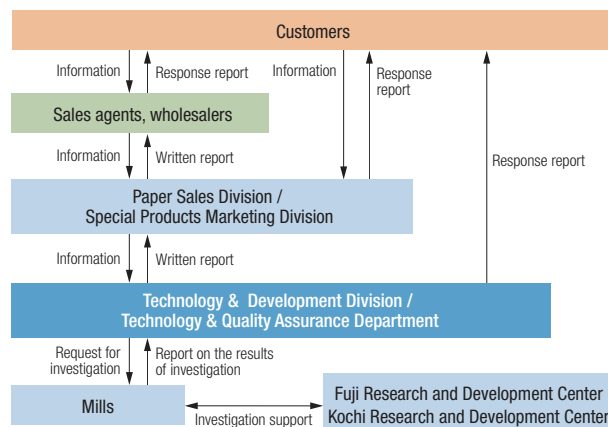 Customers
Information
Response report
Information
Response
report
Sales agents, wholesalers
Information
Written report
Response report
Paper Sales Division /
Special Products Marketing Division
Information
Written report
Technology & Development Division /
Technology & Quality Assurance Department
Request for
investigation
Report on the results
of investigation
Mills
Investigation support
Fuji Research and Development Center
Kochi Research and Development Center